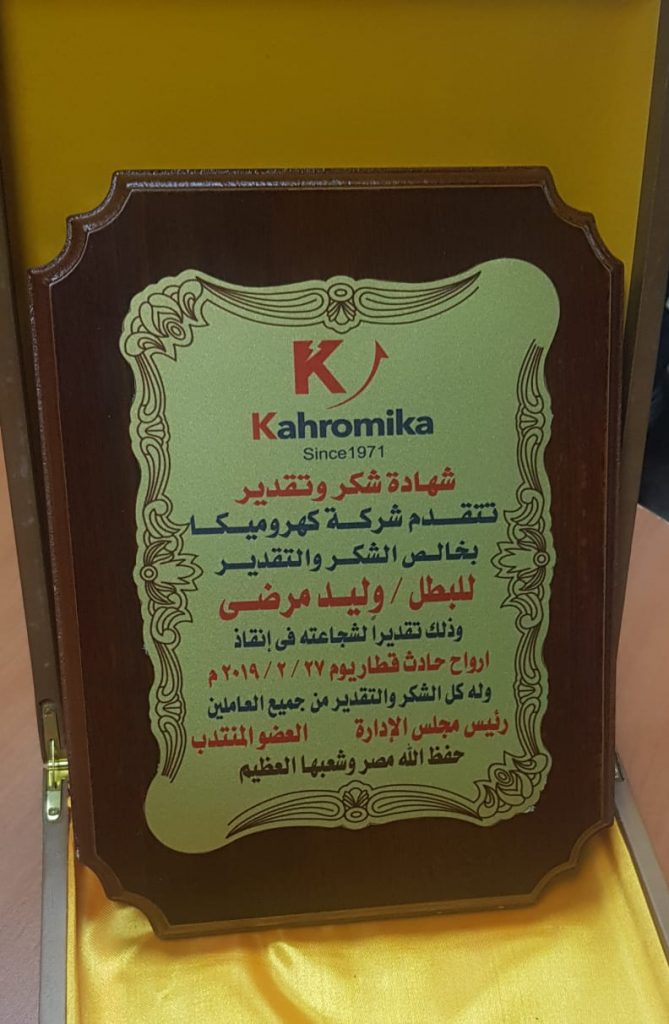 K
Kahromika
Since1971
شهادة شكر وتقدير
تتقدم شركة كهروميكا
بخالص الشكر والتقدير
للبطل / وليد مرضى
وذلك تقديراً لشجاعته فى إنقاذ
ارواح حادث قطار يوم ٢٧ / ٢ / ٢٠١٩ م
وله كل الشكر والتقدير من جميع العاملين
رئيس مجلس الإدارة العضو المنتدب
حفظ الله مصر وشعبها العظيم